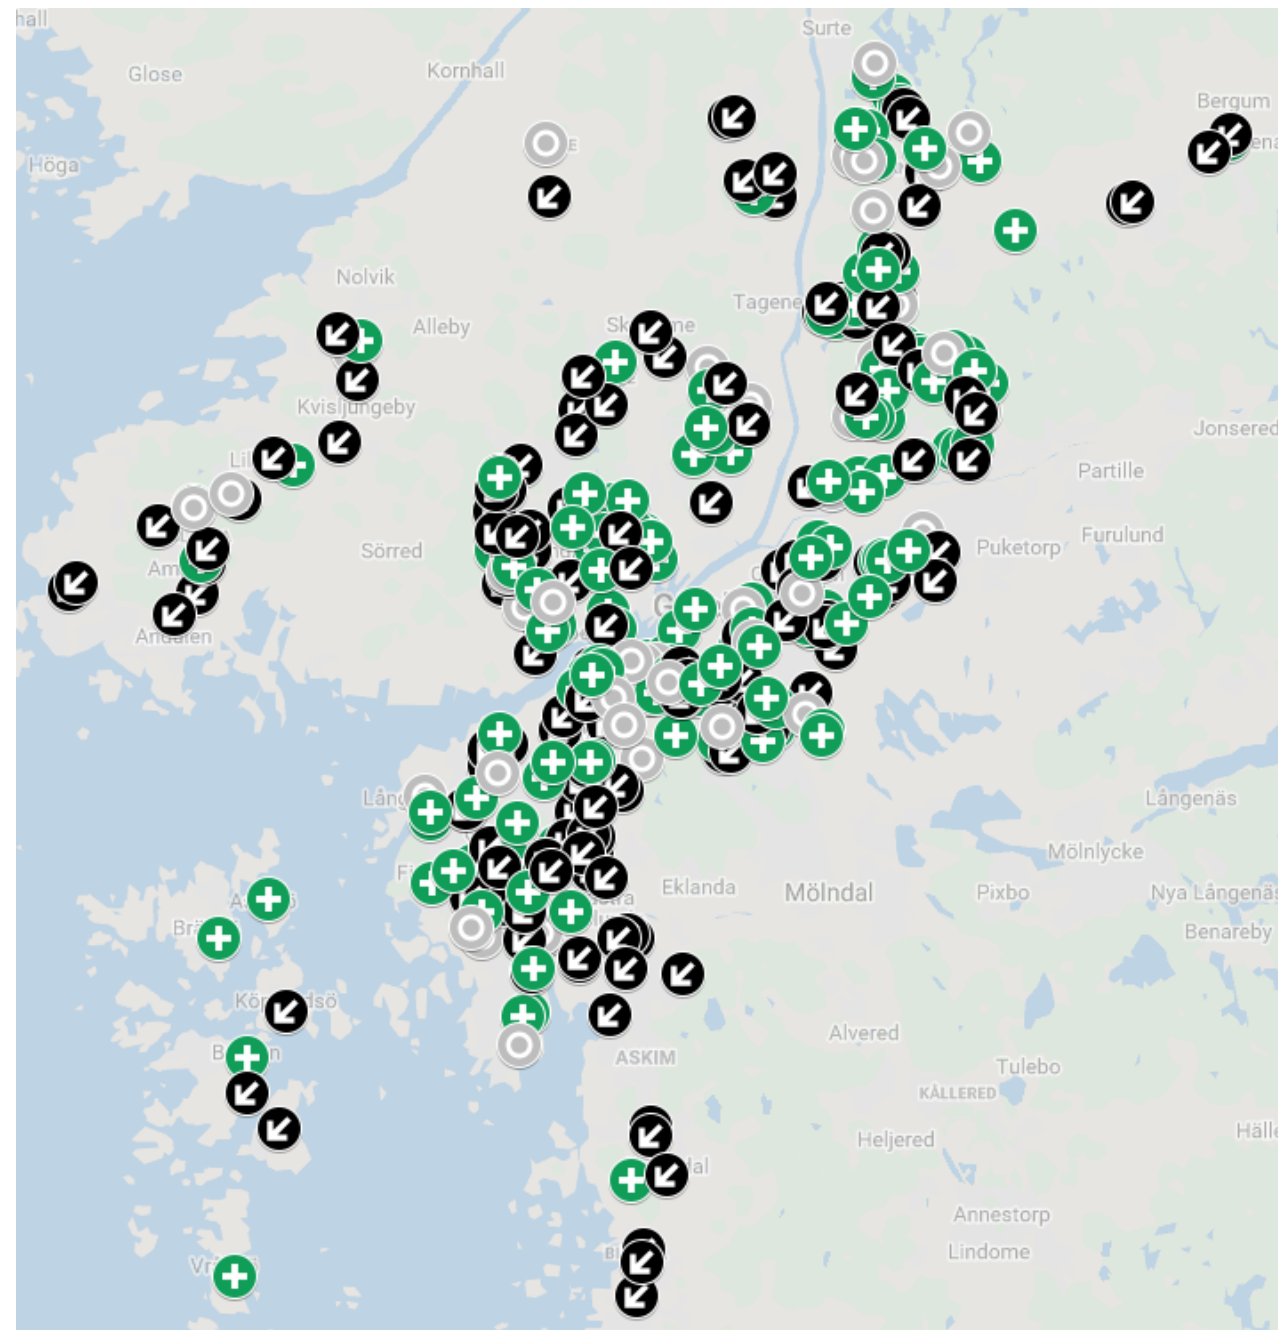 Surte
Glose
Kornhall
Bergum
Höga
Nolvik
Tagene
Alleby
Kvisljungeby
Jonsered
Partille
Furulund
Puketorp
Sörred
Andalen
Långenäs
Mölnlycke
Eklanda
Mölndal
Pixbo
Nya Långenäs
Benareby
Alvered
ASKIM
Tulebo
KÅLLERED
Heljered
Annestorp
Lindome